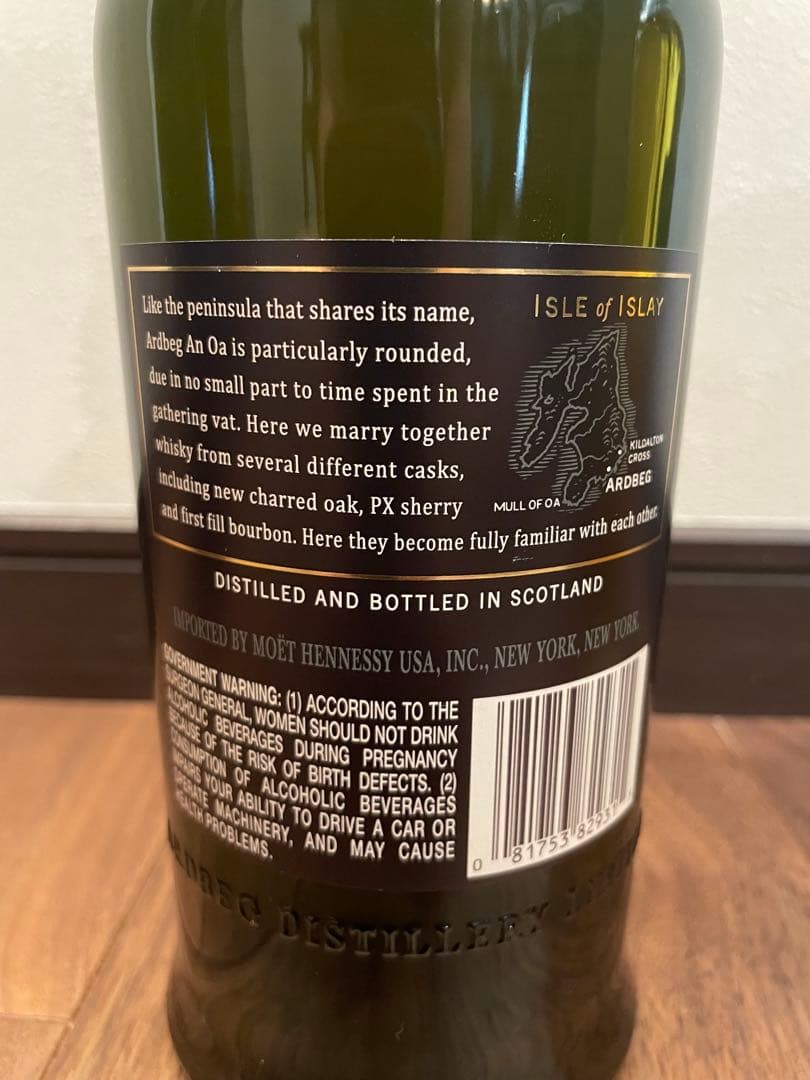 Like the peninsula that shares its name,
Ardbeg An Oa is particularly rounded,
due in no small part to time spent in the
gathering vat. Here we marry together
whisky from several different casks,
including new charred oak, PX sherry
and first fill bourbon. Here they become fully familiar with each other.
ISLE of ISLAY
KILDALTON
CROSS
ARDBEG
MULL OF OA
DISTILLED AND BOTTLED IN SCOTLAND
IMPORTED BY MOËT HENNESSY USA, INC., NEW YORK, NEW YORK.
GOVERNMENT WARNING: (1) ACCORDING TO THE
SURGEON GENERAL, WOMEN SHOULD NOT DRINK
ALCOHOLIC BEVERAGES DURING PREGNANCY
BECAUSE OF THE RISK OF BIRTH DEFECTS. (2)
CONSUMPTION OF ALCOHOLIC BEVERAGES
IMPAIRS YOUR ABILITY TO DRIVE A CAR OR
OPERATE MACHINERY, AND MAY CAUSE
HEALTH PROBLEMS.
0 81753 82931
ARDBEG DISTILLERY